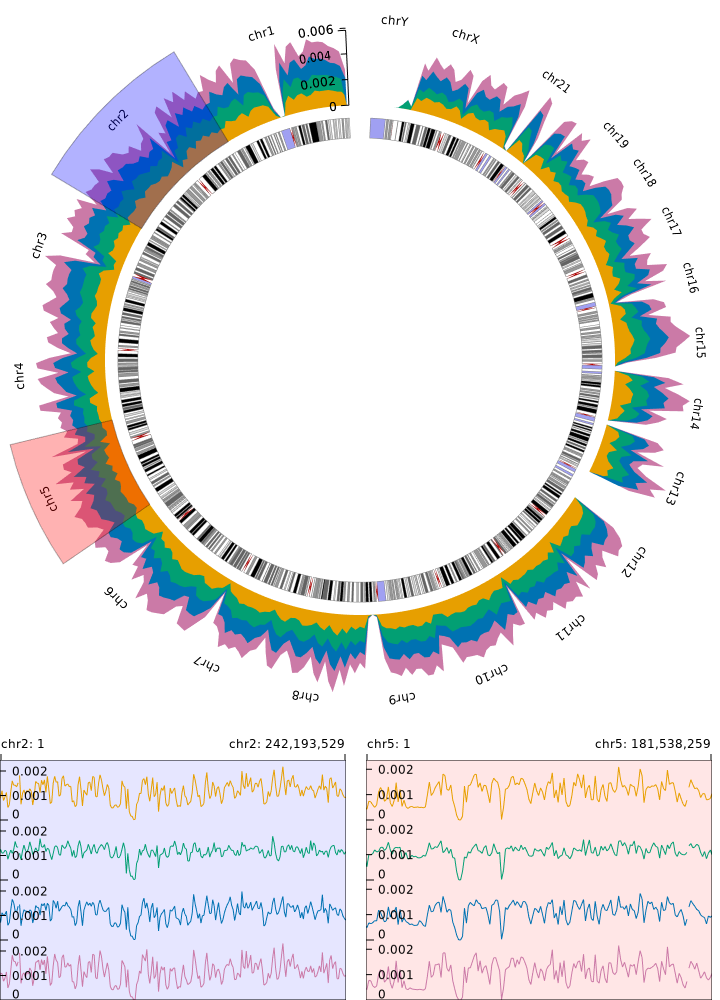 0.006
0.004
0.002
0
chr1
chrY
chrX
chr21
chr19
chr18
chr17
chr16
chr15
chr14
chr13
chr12
chr11
chr10
chr9
chr8
chr7
chr6
chr5
chr4
chr3
chr2
chr2: 1 chr2: 242,193,529
0.002
0.001
0
0.002
0.001
0
0.002
0.001
0
0.002
0.001
0
chr5: 1 chr5: 181,538,259
0.002
0.001
0
0.002
0.001
0
0.002
0.001
0
0.002
0.001
0